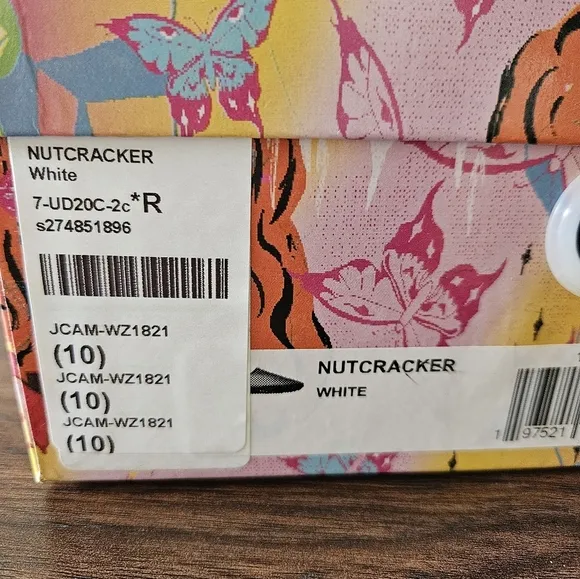 NUTCRACKER
White
7-UD20C-2c*R
s274851896
JCAM-WZ1821
(10)
JCAM-WZ1821
(10)
JCAM-WZ1821
(10)
NUTCRACKER
WHITE
1 97521